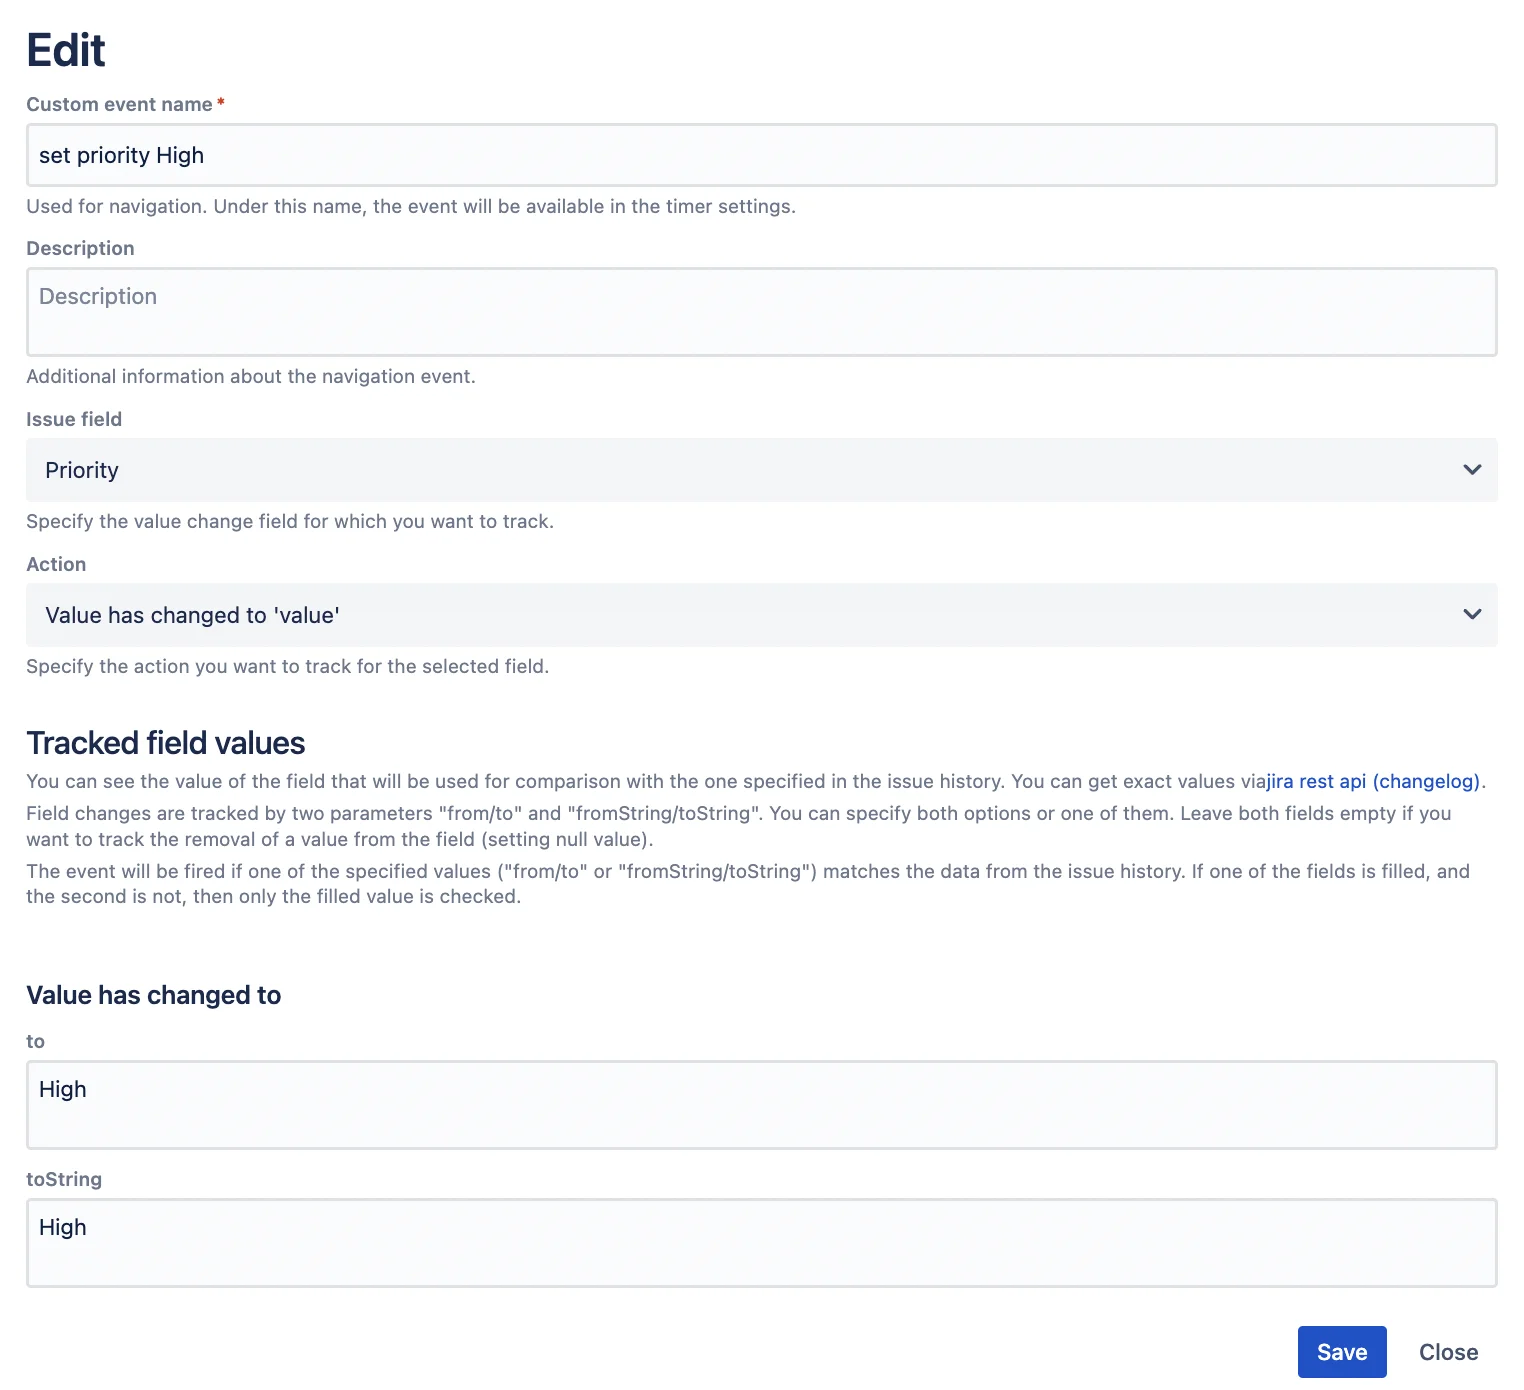 Edit
Custom event name *
set priority High
Used for navigation. Under this name, the event will be available in the timer settings.
Description
Description
Additional information about the navigation event.
Issue field
Priority
Specify the value change field for which you want to track.
Action
Value has changed to 'value'
Specify the action you want to track for the selected field.
Tracked field values
You can see the value of the field that will be used for comparison with the one specified in the issue history. You can get exact values viajira rest api (changelog).
Field changes are tracked by two parameters "from/to" and "fromString/toString". You can specify both options or one of them. Leave both fields empty if you
want to track the removal of a value from the field (setting null value).
The event will be fired if one of the specified values ("from/to" or "fromString/toString") matches the data from the issue history. If one of the fields is filled, and
the second is not, then only the filled value is checked.
Value has changed to
to
High
toString
High
Save Close